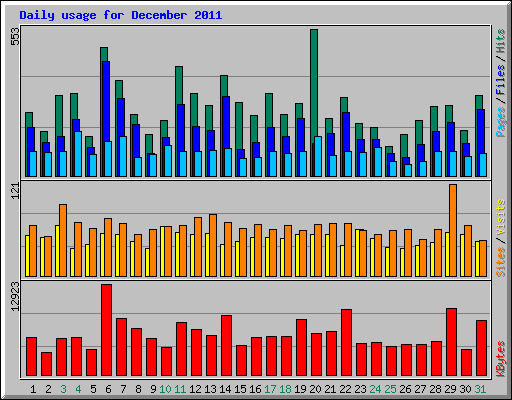 Daily usage for December 2011
553
Pages / Files / Hits
121
Sites / Visits
12923
KBytes
1 2 3 4 5 6 7 8 9 10 11 12 13 14 15 16 17 18 19 20 21 22 23 24 25 26 27 28 29 30 31